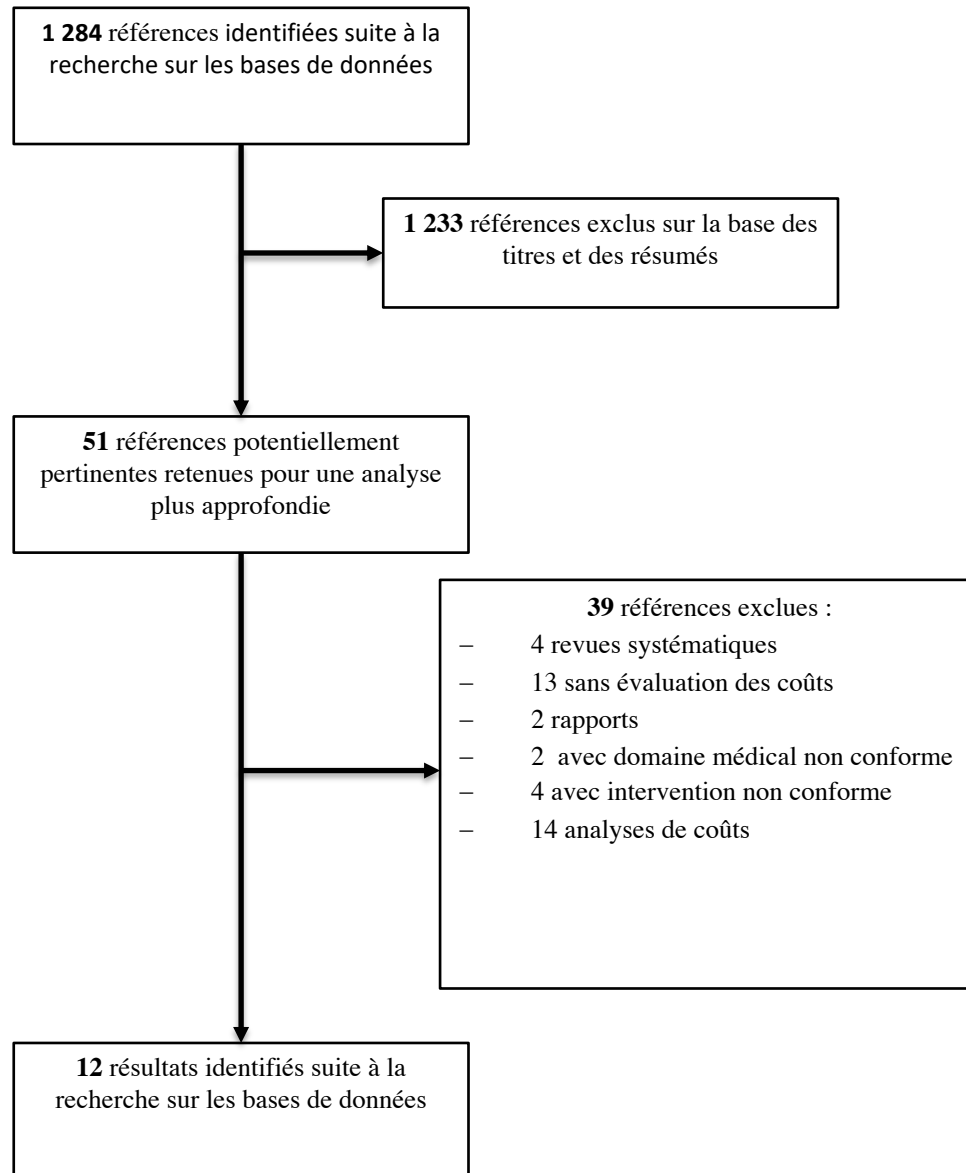 1 284 références identifiées suite à la
recherche sur les bases de données
1 233 références exclus sur la base des
titres et des résumés
51 références potentiellement
pertinentes retenues pour une analyse
plus approfondie
39 références exclues :
– 4 revues systématiques
– 13 sans évaluation des coûts
– 2 rapports
– 2 avec domaine médical non conforme
– 4 avec intervention non conforme
– 14 analyses de coûts
12 résultats identifiés suite à la
recherche sur les bases de données